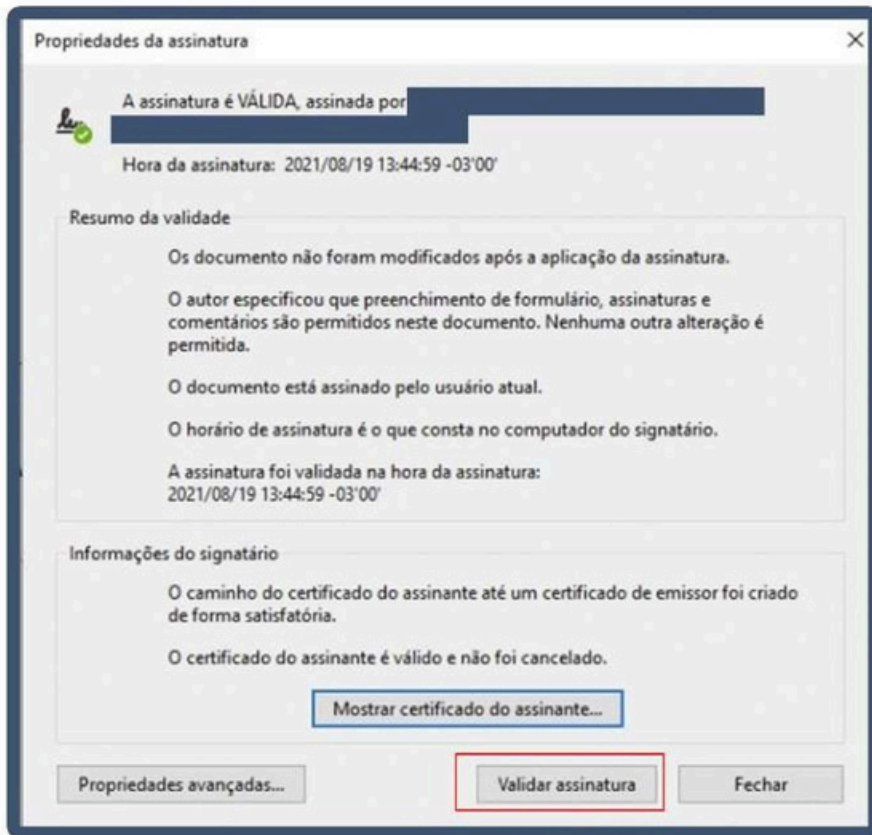 Propriedades da assinatura
A assinatura é VÁLIDA, assinada por
Hora da assinatura: 2021/08/19 13:44:59 -03'00'
Resumo da validade
Os documento não foram modificados após a aplicação da assinatura.
O autor especificou que preenchimento de formulário, assinaturas e
comentários são permitidos neste documento. Nenhuma outra alteração é
permitida.
O documento está assinado pelo usuário atual.
O horário de assinatura é o que consta no computador do signatário.
A assinatura foi validada na hora da assinatura:
2021/08/19 13:44:59 -03'00'
Informações do signatário
O caminho do certificado do assinante até um certificado de emissor foi criado
de forma satisfatória.
O certificado do assinante é válido e não foi cancelado.
Mostrar certificado do assinante...
Propriedades avançadas... Validar assinatura Fechar